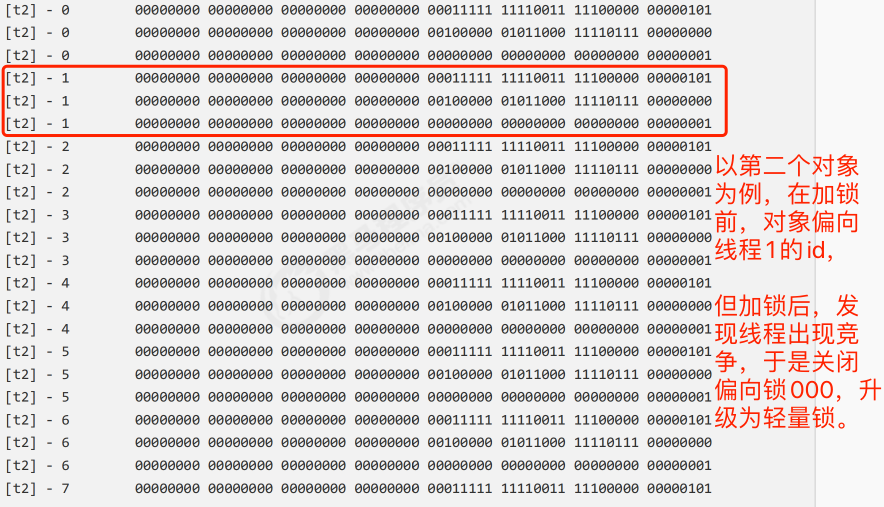 [t2] - 0 00000000 00000000 00000000 00000000 00011111 11110011 11100000 00000101
[t2] - 0 00000000 00000000 00000000 00000000 00100000 01011000 11110111 00000000
[t2] - 0 00000000 00000000 00000000 00000000 00000000 00000000 00000000 00000001
[t2] - 1 00000000 00000000 00000000 00000000 00011111 11110011 11100000 00000101
[t2] - 1 00000000 00000000 00000000 00000000 00100000 01011000 11110111 00000000
[t2] - 1 00000000 00000000 00000000 00000000 00000000 00000000 00000000 00000001
[t2] - 2 00000000 00000000 00000000 00000000 00011111 11110011 11100000 00000101
[t2] - 2 00000000 00000000 00000000 00000000 00100000 01011000 11110111 00000000
[t2] - 2 00000000 00000000 00000000 00000000 00000000 00000000 00000000 00000001
[t2] - 3 00000000 00000000 00000000 00000000 00011111 11110011 11100000 00000101
[t2] - 3 00000000 00000000 00000000 00000000 00100000 01011000 11110111 00000000
[t2] - 3 00000000 00000000 00000000 00000000 00000000 00000000 00000000 00000001
[t2] - 4 00000000 00000000 00000000 00000000 00011111 11110011 11100000 00000101
[t2] - 4 00000000 00000000 00000000 00000000 00100000 01011000 11110111 00000000
[t2] - 4 00000000 00000000 00000000 00000000 00000000 00000000 00000000 00000001
[t2] - 5 00000000 00000000 00000000 00000000 00011111 11110011 11100000 00000101
[t2] - 5 00000000 00000000 00000000 00000000 00100000 01011000 11110111 00000000
[t2] - 5 00000000 00000000 00000000 00000000 00000000 00000000 00000000 00000001
[t2] - 6 00000000 00000000 00000000 00000000 00011111 11110011 11100000 00000101
[t2] - 6 00000000 00000000 00000000 00000000 00100000 01011000 11110111 00000000
[t2] - 6 00000000 00000000 00000000 00000000 00000000 00000000 00000000 00000001
[t2] - 7 00000000 00000000 00000000 00000000 00011111 11110011 11100000 00000101
以第二个对象
为例，在加锁
前，对象偏向
线程1的id，
但加锁后，发
现线程出现竞
争，于是关闭
偏向锁000，升
级为轻量锁。